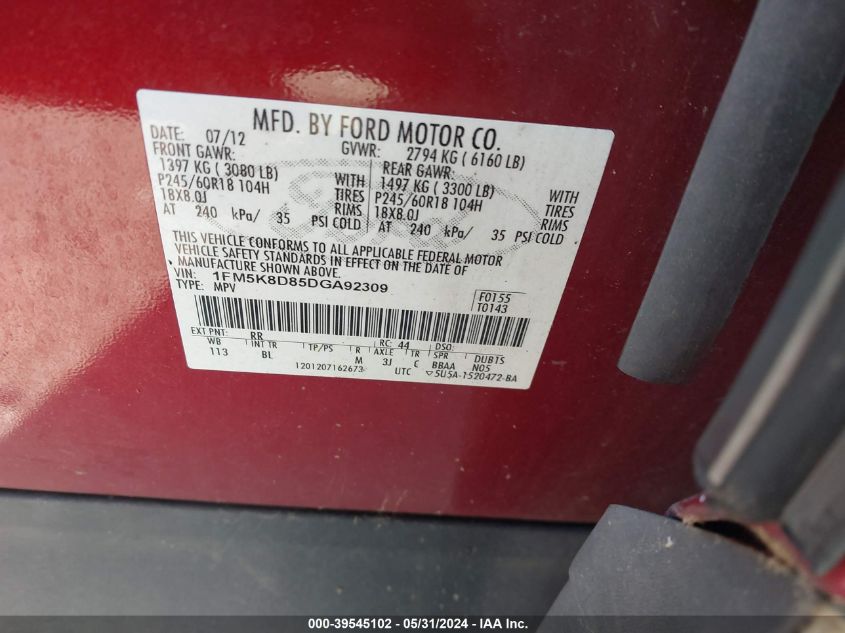 MFD. BY FORD MOTOR CO.
DATE: 07/12 GVWR: 2794 KG ( 6160 LB)
FRONT GAWR: REAR GAWR:
1397 KG ( 3080 LB) WITH 1497 KG ( 3300 LB) WITH
P245/60R18 104H TIRES P245/60R18 104H TIRES
18X8.0J RIMS 18X8.0J RIMS
AT 240 kPa/ 35 PSI COLD AT 240 kPa/ 35 PSI COLD
THIS VEHICLE CONFORMS TO ALL APPLICABLE FEDERAL MOTOR
VEHICLE SAFETY STANDARDS IN EFFECT ON THE DATE OF
MANUFACTURE SHOWN ABOVE.
VIN: 1FM5K8D85DGA92309 F0155
TYPE: MPV T0143
EXT PNT: RR RC: 44 DSO:
WB INT TR TP/PS R AXLE TR SPR DUBTS
113 BL M 3J C BBAA N05
1201207162673 UTC ▽5U5A-1520472-BA
Ford
000-39545102 - 05/31/2024 - IAA Inc.